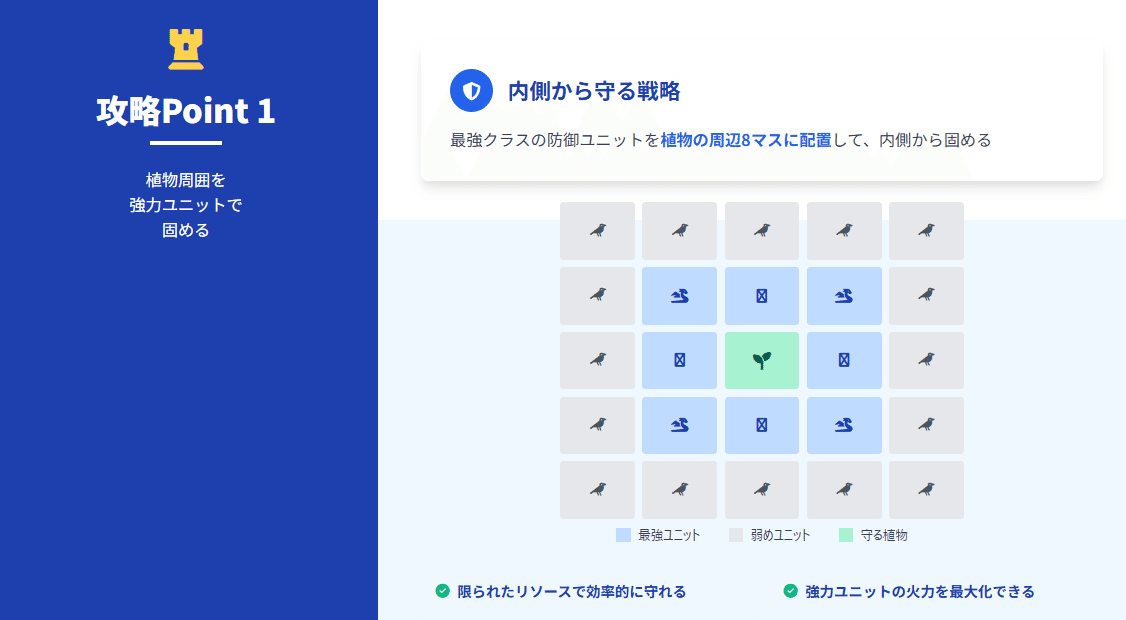 攻略Point 1
植物周囲を
強力ユニットで
固める
内側から守る戦略
最強クラスの防御ユニットを植物の周辺8マスに配置して、内側から固める
最強ユニット
弱めユニット
守る植物
限られたリソースで効率的に守れる
強力ユニットの火力を最大化できる